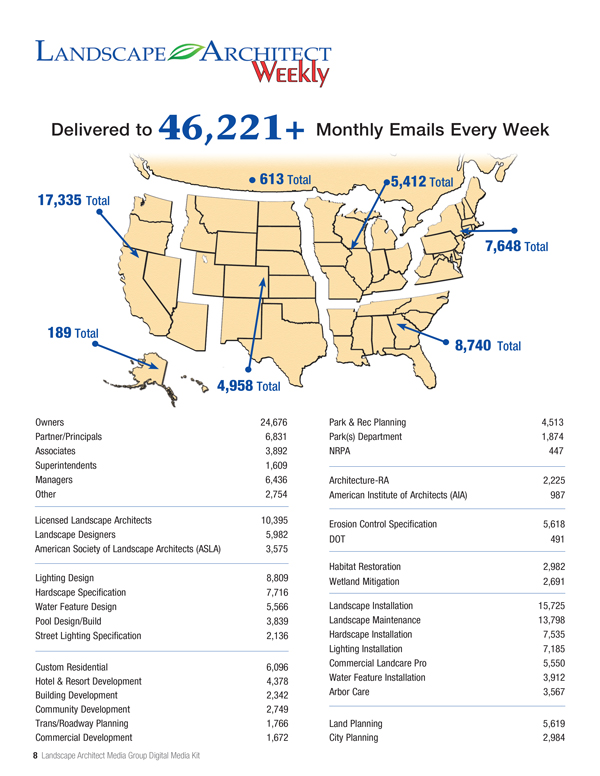 LANDSCAPE ARCHITECT
Weekly
Delivered to 46,221+ Monthly Emails Every Week
613 Total
5,412 Total
17,335 Total
7,648 Total
189 Total
8,740 Total
4,958 Total
Owners 24,676
Partner/Principals 6,831
Associates 3,892
Superintendents 1,609
Managers 6,436
Other 2,754
Licensed Landscape Architects 10,395
Landscape Designers 5,982
American Society of Landscape Architects (ASLA) 3,575
Lighting Design 8,809
Hardscape Specification 7,716
Water Feature Design 5,566
Pool Design/Build 3,839
Street Lighting Specification 2,136
Custom Residential 6,096
Hotel & Resort Development 4,378
Building Development 2,342
Community Development 2,749
Trans/Roadway Planning 1,766
Commercial Development 1,672
Park & Rec Planning 4,513
Park(s) Department 1,874
NRPA 447
Architecture-RA 2,225
American Institute of Architects (AIA) 987
Erosion Control Specification 5,618
DOT 491
Habitat Restoration 2,982
Wetland Mitigation 2,691
Landscape Installation 15,725
Landscape Maintenance 13,798
Hardscape Installation 7,535
Lighting Installation 7,185
Commercial Landcare Pro 5,550
Water Feature Installation 3,912
Arbor Care 3,567
Land Planning 5,619
City Planning 2,984
8 Landscape Architect Media Group Digital Media Kit